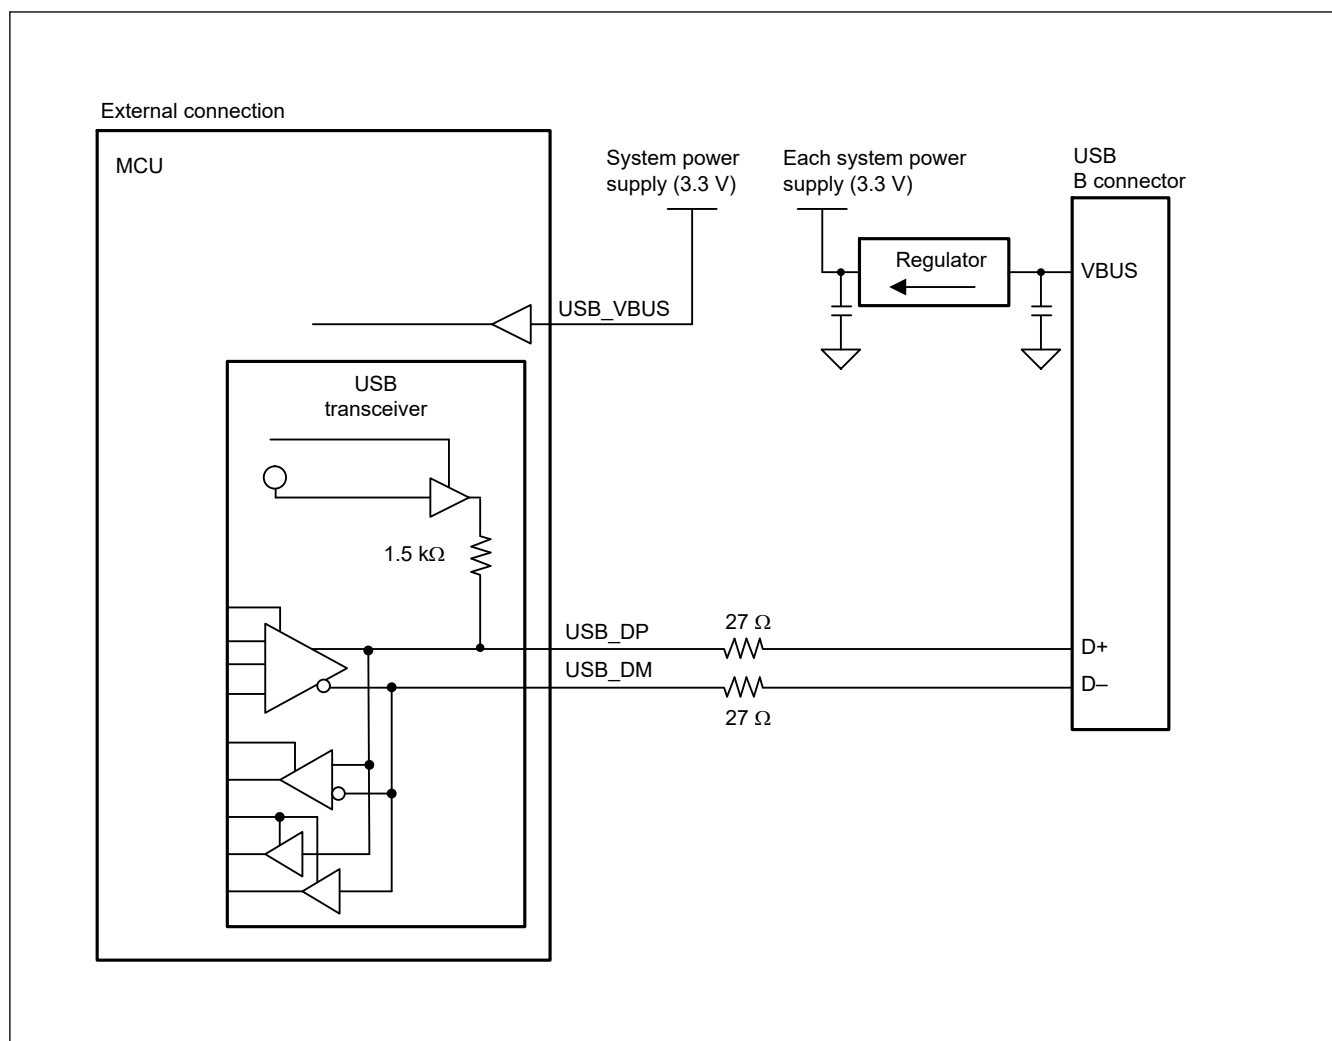 External connection
MCU
System power
supply (3.3 V)
Each system power
supply (3.3 V)
USB
B connector
Regulator
VBUS
USB_VBUS
USB
transceiver
1.5 kΩ
USB_DP
27 Ω
D+
USB_DM
D–
27 Ω